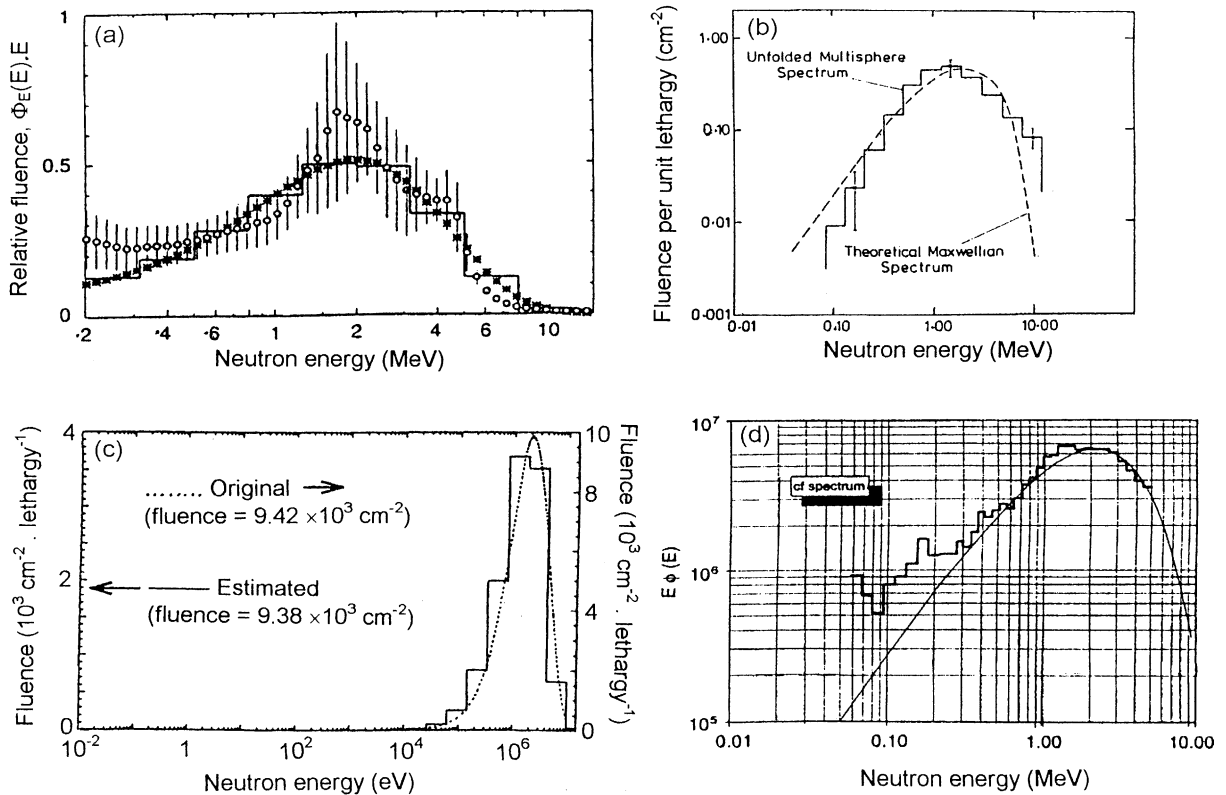 (a)
Relative fluence, Φ_E(E).E
1
0.5
0
·2
·4
·6
1
2
4
6
10
Neutron energy (MeV)
(b)
Fluence per unit lethargy (cm⁻²)
1·00
0·10
0·01
0·001
Unfolded Multisphere
Spectrum
Theoretical Maxwellian
Spectrum
0·01
0·10
1·00
10·00
Neutron energy (MeV)
(c)
Fluence (10³ cm⁻² . lethargy⁻¹)
4
2
0
Original
(fluence = 9.42 ×10³ cm⁻²)
Estimated
(fluence = 9.38 ×10³ cm⁻²)
10
8
6
4
2
0
Fluence (10³ cm⁻² . lethargy⁻¹)
10⁻²
1
10²
10⁴
10⁶
Neutron energy (eV)
(d)
E ϕ (E)
10⁷
10⁶
10⁵
cf spectrum
0.01
0.10
1.00
10.00
Neutron energy (MeV)